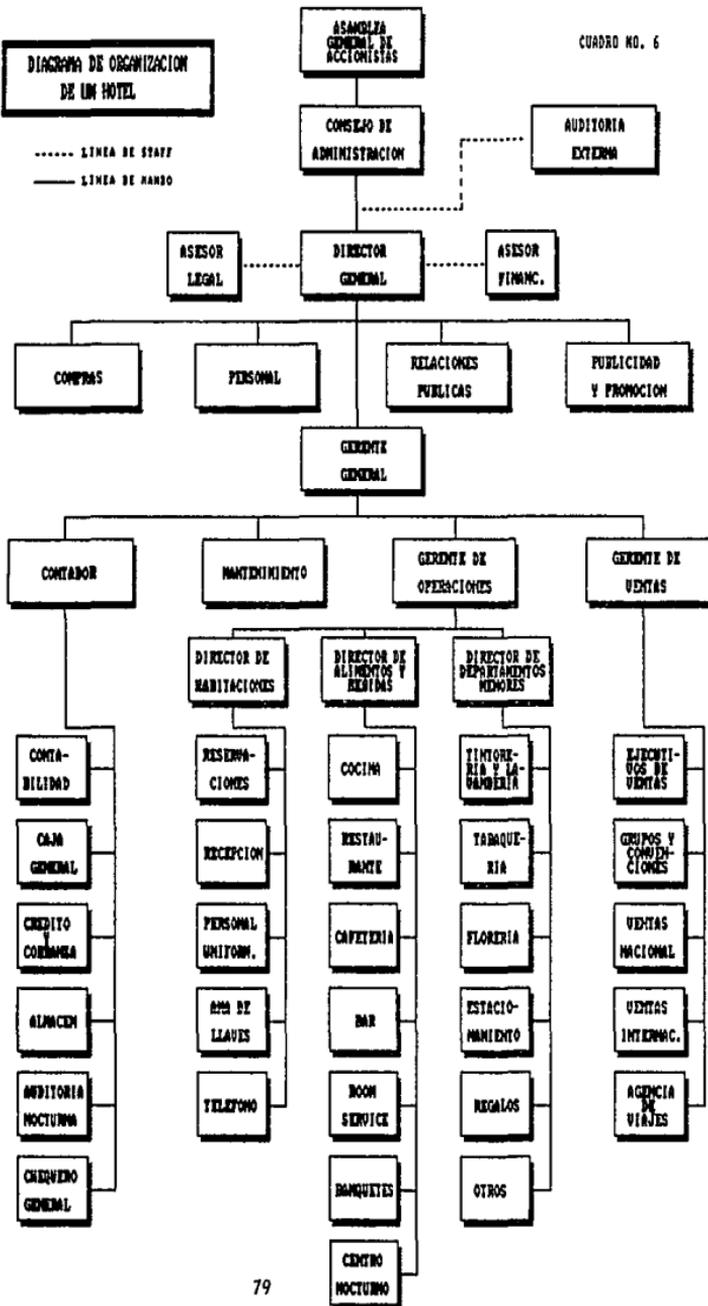 ASAMBLEA
GENERAL DE
ACCIONISTAS
CUADRO NO. 6
DIAGRAMA DE ORGANIZACION
DE UN HOTEL
CONSEJO DE
ADMINISTRACION
AUDITORIA
EXTERNA
LINEA DE STAFF
LINEA DE MANDO
ASESOR
LEGAL
DIRECTOR
GENERAL
ASESOR
FINANC.
COMPRAS
PERSONAL
RELACIONES
PUBLICAS
PUBLICIDAD
Y PROMOCION
GERENTE
GENERAL
CONTADOR
MANTENIMIENTO
GERENTE DE
OPERACIONES
GERENTE DE
VENTAS
DIRECTOR DE
HABITACIONES
DIRECTOR DE
ALIMENTOS Y
BEBIDAS
DIRECTOR DE
DEPARTAMENTOS
MENORES
CONTA-
BILIDAD
CAJA
GENERAL
CREDITO
Y
COBRANZA
ALMACEN
AUDITORIA
NOCTURNA
CHEQUERO
GENERAL
RESERVA-
CIONES
RECEPCION
PERSONAL
UNIFORM.
AMA DE
LLAVES
TELEFONO
COCINA
RESTAU-
RANTE
CAFETERIA
BAR
ROOM
SERVICE
BANQUETES
CENTRO
NOCTURNO
TINTORE-
RIA Y LA-
VANDERIA
TABAQUE-
RIA
FLORERIA
ESTACIO-
NAMIENTO
REGALOS
OTROS
EJECUTI-
VOS DE
VENTAS
GRUPOS Y
CONVEN-
CIONES
VENTAS
NACIONAL
VENTAS
INTERNAC.
AGENCIA
DE
VIAJES
79